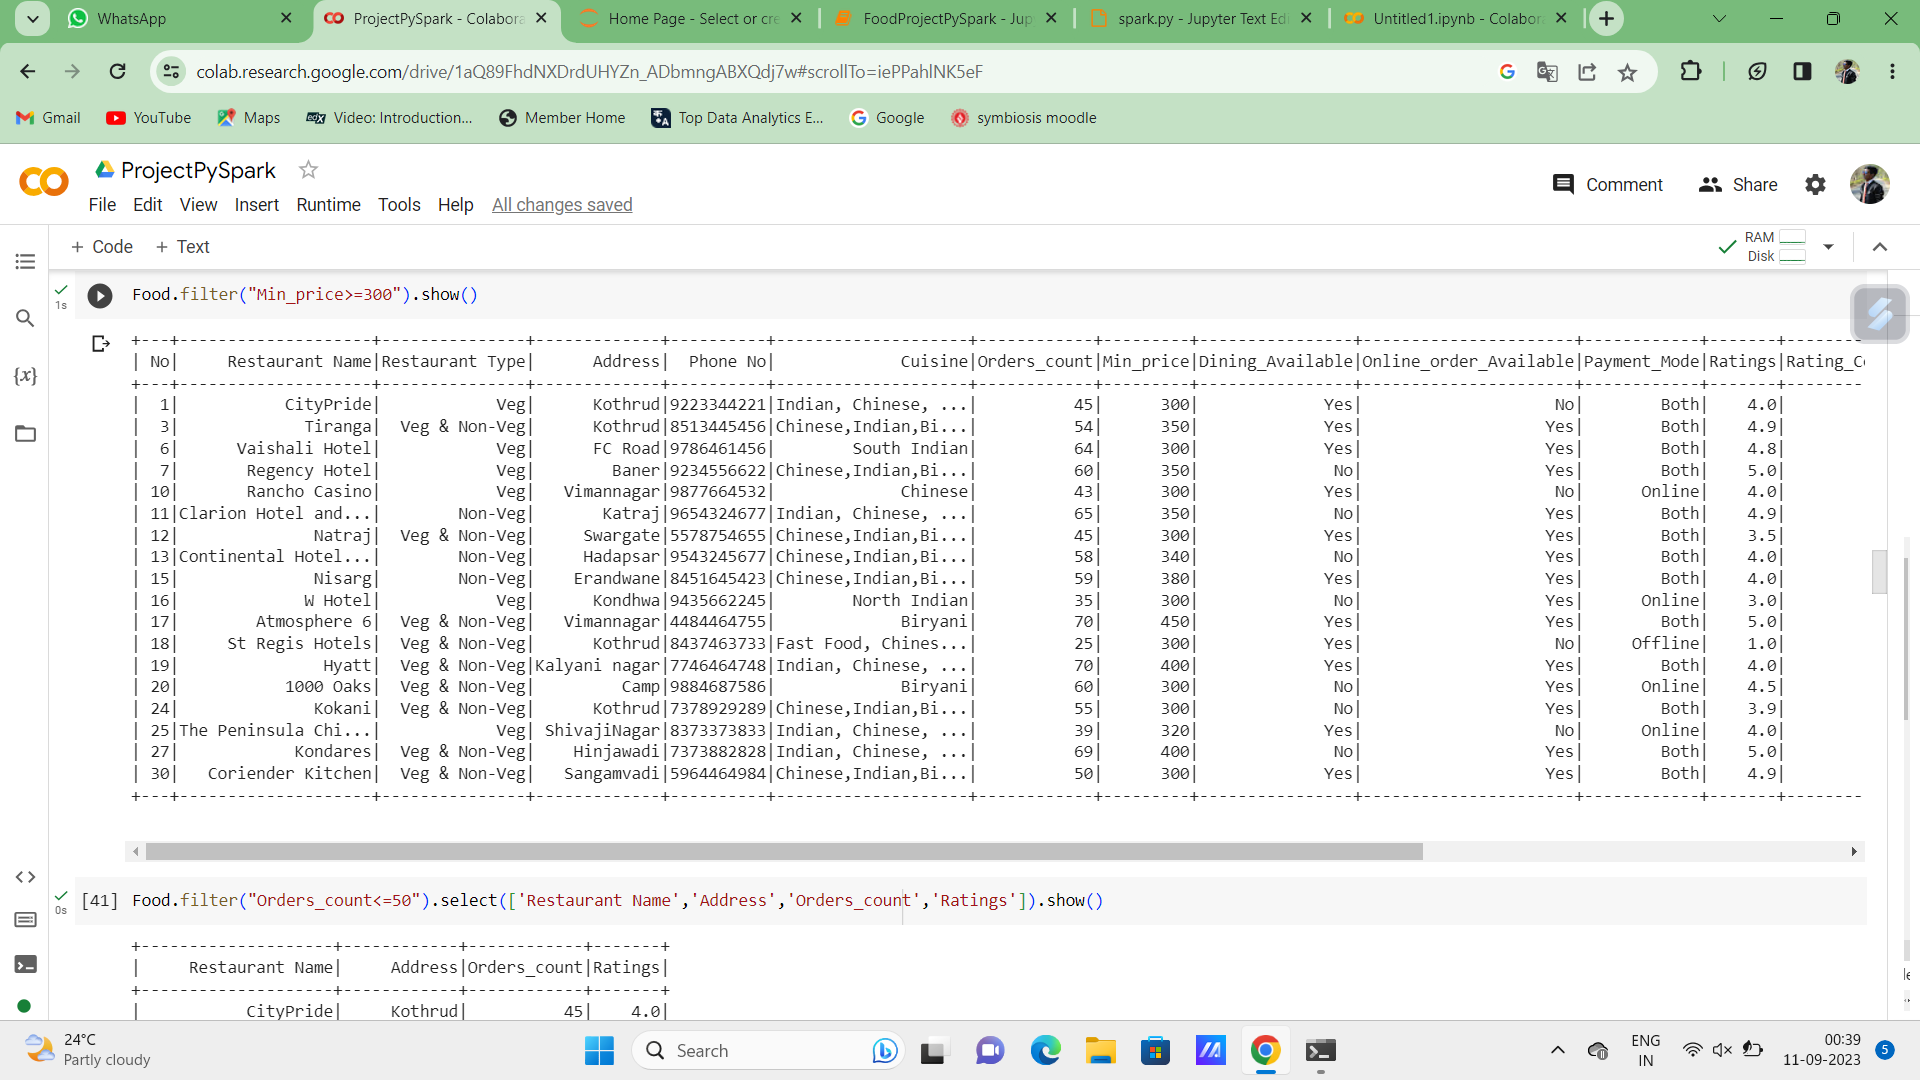 WhatsApp
ProjectPySpark - Colabora
Home Page - Select or cre
FoodProjectPySpark - Jup
spark.py - Jupyter Text Edi
Untitled1.ipynb - Colabora
colab.research.google.com/drive/1aQ89FhdNXDrdUHYZn_ADbmngABXQdj7w#scrollTo=iePPahlNK5eF
Gmail YouTube Maps Video: Introduction... Member Home Top Data Analytics E... Google symbiosis moodle
ProjectPySpark
Comment Share
File Edit View Insert Runtime Tools Help All changes saved
+ Code + Text
RAM
Disk
1s
Food.filter("Min_price>=300").show()
+---+--------------------+---------------+-------------+----------+--------------------+------------+---------+----------------+----------------------+------------+-------+--------
| No|     Restaurant Name|Restaurant Type|      Address|  Phone No|             Cuisine|Orders_count|Min_price|Dining_Available|Online_order_Available|Payment_Mode|Ratings|Rating_C
+---+--------------------+---------------+-------------+----------+--------------------+------------+---------+----------------+----------------------+------------+-------+--------
|  1|           CityPride|            Veg|      Kothrud|9223344221|Indian, Chinese, ...|          45|      300|             Yes|                    No|        Both|    4.0|
|  3|             Tiranga|  Veg & Non-Veg|      Kothrud|8513445456|Chinese,Indian,Bi...|          54|      350|             Yes|                   Yes|        Both|    4.9|
|  6|      Vaishali Hotel|            Veg|      FC Road|9786461456|        South Indian|          64|      300|             Yes|                   Yes|        Both|    4.8|
|  7|       Regency Hotel|            Veg|        Baner|9234556622|Chinese,Indian,Bi...|          60|      350|              No|                   Yes|        Both|    5.0|
| 10|       Rancho Casino|            Veg|   Vimannagar|9877664532|             Chinese|          43|      300|             Yes|                    No|      Online|    4.0|
| 11|Clarion Hotel and...|        Non-Veg|       Katraj|9654324677|Indian, Chinese, ...|          65|      350|              No|                   Yes|        Both|    4.9|
| 12|              Natraj|  Veg & Non-Veg|     Swargate|5578754655|Chinese,Indian,Bi...|          45|      300|             Yes|                   Yes|        Both|    3.5|
| 13|Continental Hotel...|        Non-Veg|     Hadapsar|9543245677|Chinese,Indian,Bi...|          58|      340|              No|                   Yes|        Both|    4.0|
| 15|              Nisarg|        Non-Veg|    Erandwane|8451645423|Chinese,Indian,Bi...|          59|      380|             Yes|                   Yes|        Both|    4.0|
| 16|             W Hotel|            Veg|      Kondhwa|9435662245|        North Indian|          35|      300|              No|                   Yes|      Online|    3.0|
| 17|        Atmosphere 6|  Veg & Non-Veg|   Vimannagar|4484464755|             Biryani|          70|      450|             Yes|                   Yes|        Both|    5.0|
| 18|     St Regis Hotels|  Veg & Non-Veg|      Kothrud|8437463733|Fast Food, Chines...|          25|      300|             Yes|                    No|     Offline|    1.0|
| 19|               Hyatt|  Veg & Non-Veg|Kalyani nagar|7746464748|Indian, Chinese, ...|          70|      400|             Yes|                   Yes|        Both|    4.0|
| 20|           1000 Oaks|  Veg & Non-Veg|         Camp|9884687586|             Biryani|          60|      300|              No|                   Yes|      Online|    4.5|
| 24|              Kokani|  Veg & Non-Veg|      Kothrud|7378929289|Chinese,Indian,Bi...|          55|      300|              No|                   Yes|        Both|    3.9|
| 25|The Peninsula Chi...|            Veg| ShivajiNagar|8373373833|Indian, Chinese, ...|          39|      320|             Yes|                    No|      Online|    4.0|
| 27|            Kondares|  Veg & Non-Veg|    Hinjawadi|7373882828|Indian, Chinese, ...|          69|      400|              No|                   Yes|        Both|    5.0|
| 30|   Coriender Kitchen|  Veg & Non-Veg|    Sangamvadi|5964464984|Chinese,Indian,Bi...|          50|      300|             Yes|                   Yes|        Both|    4.9|
+---+--------------------+---------------+-------------+----------+--------------------+------------+---------+----------------+----------------------+------------+-------+--------
0s
[41] Food.filter("Orders_count<=50").select(['Restaurant Name','Address','Orders_count','Ratings']).show()
+--------------------+------------+------------+-------+
|     Restaurant Name|     Address|Orders_count|Ratings|
+--------------------+------------+------------+-------+
|           CityPride|     Kothrud|          45|    4.0|
24°C
Partly cloudy
Search
ENG
IN
00:39
11-09-2023
5